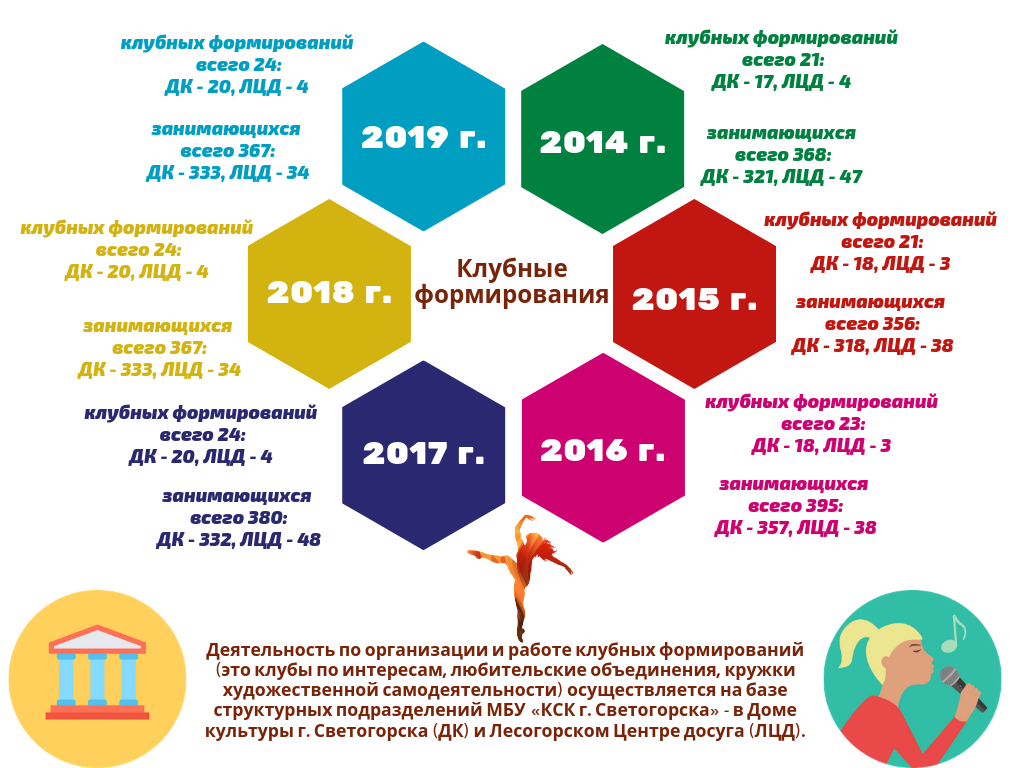 клубных формирований
всего 24:
ДК - 20, ЛЦД - 4
занимающихся
всего 367:
ДК - 333, ЛЦД - 34
2019 г.
2014 г.
клубных формирований
всего 21:
ДК - 17, ЛЦД - 4
занимающихся
всего 368:
ДК - 321, ЛЦД - 47
клубных формирований
всего 24:
ДК - 20, ЛЦД - 4
занимающихся
всего 367:
ДК - 333, ЛЦД - 34
2018 г.
Клубные
формирования
2015 г.
клубных формирований
всего 21:
ДК - 18, ЛЦД - 3
занимающихся
всего 356:
ДК - 318, ЛЦД - 38
клубных формирований
всего 24:
ДК - 20, ЛЦД - 4
занимающихся
всего 380:
ДК - 332, ЛЦД - 48
2017 г.
2016 г.
клубных формирований
всего 23:
ДК - 18, ЛЦД - 3
занимающихся
всего 395:
ДК - 357, ЛЦД - 38
Деятельность по организации и работе клубных формирований
(это клубы по интересам, любительские объединения, кружки
художественной самодеятельности) осуществляется на базе
структурных подразделений МБУ «КСК г. Светогорска» - в Доме
культуры г. Светогорска (ДК) и Лесогорском Центре досуга (ЛЦД).